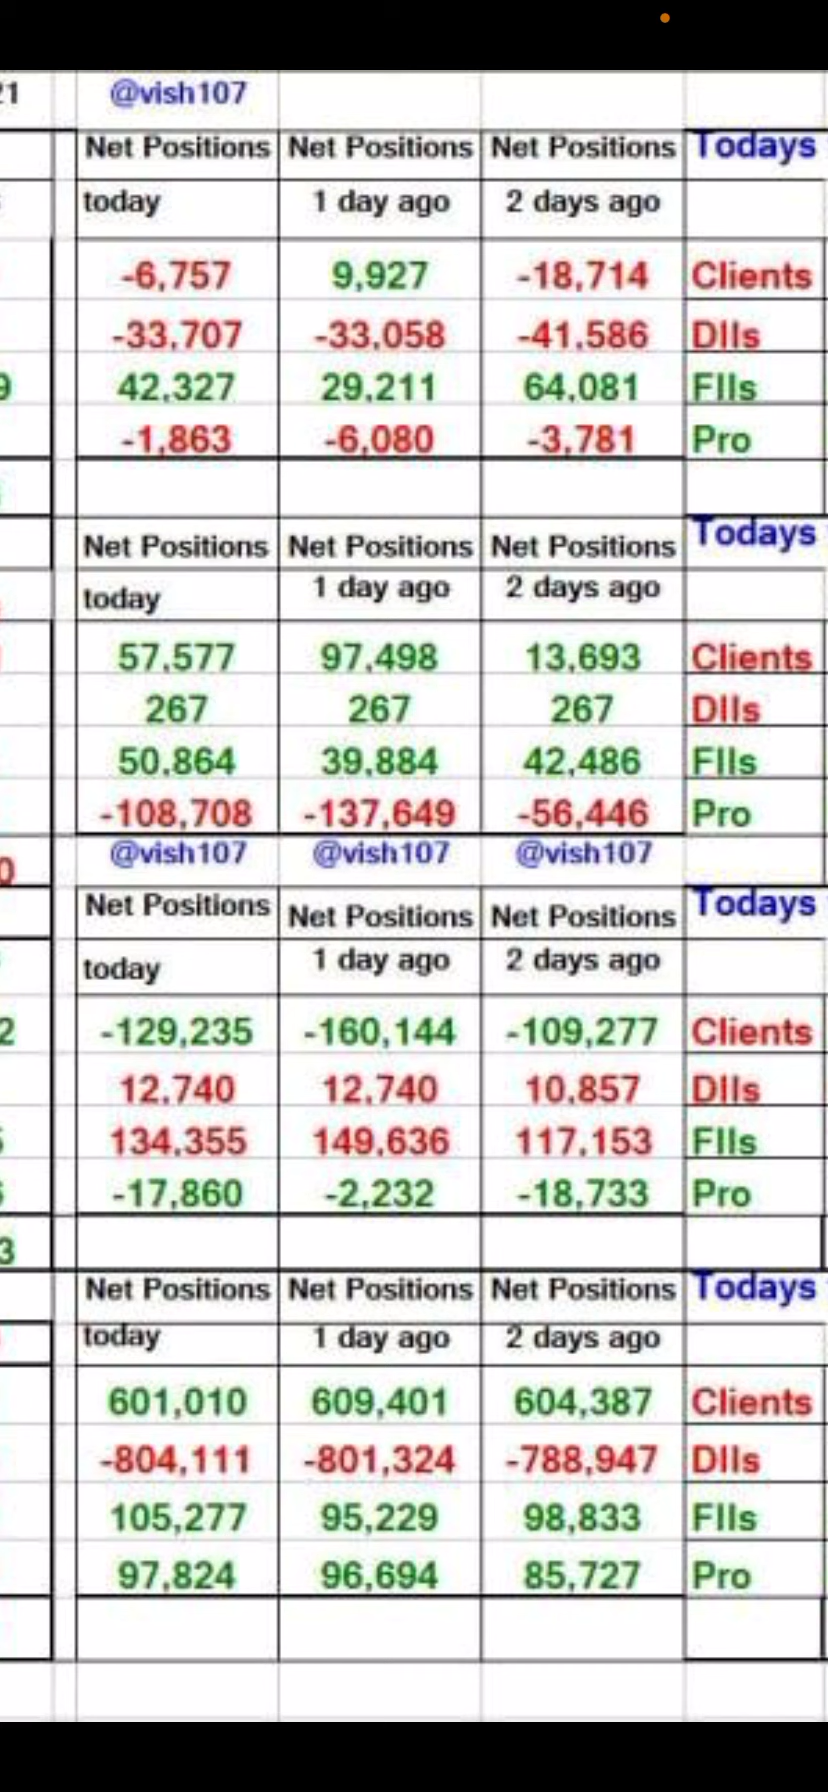 21 @vish107
Net Positions Net Positions Net Positions Todays
today 1 day ago 2 days ago
-6,757 9,927 -18,714 Clients
-33,707 -33,058 -41,586 DIIs
9 42,327 29,211 64,081 FIIs
-1,863 -6,080 -3,781 Pro
Net Positions Net Positions Net Positions Todays
today 1 day ago 2 days ago
57,577 97,498 13,693 Clients
267 267 267 DIIs
50,864 39,884 42,486 FIIs
-108,708 -137,649 -56,446 Pro
0 @vish107 @vish107 @vish107
Net Positions Net Positions Net Positions Todays
today 1 day ago 2 days ago
2 -129,235 -160,144 -109,277 Clients
12,740 12,740 10,857 DIIs
134,355 149,636 117,153 FIIs
-17,860 -2,232 -18,733 Pro
3
Net Positions Net Positions Net Positions Todays
today 1 day ago 2 days ago
601,010 609,401 604,387 Clients
-804,111 -801,324 -788,947 DIIs
105,277 95,229 98,833 FIIs
97,824 96,694 85,727 Pro